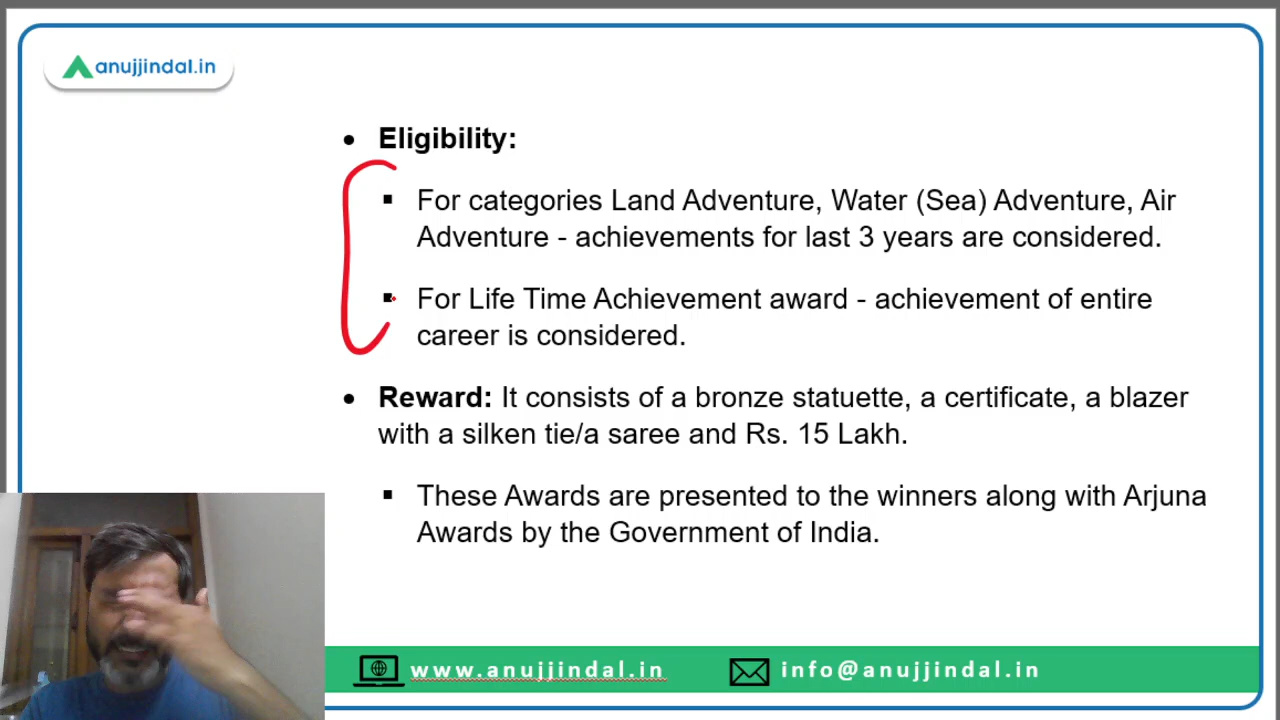 anujjindal.in
• Eligibility:
▪ For categories Land Adventure, Water (Sea) Adventure, Air
Adventure - achievements for last 3 years are considered.
▪ For Life Time Achievement award - achievement of entire
career is considered.
• Reward: It consists of a bronze statuette, a certificate, a blazer
with a silken tie/a saree and Rs. 15 Lakh.
▪ These Awards are presented to the winners along with Arjuna
Awards by the Government of India.
www.anujjindal.in
info@anujjindal.in